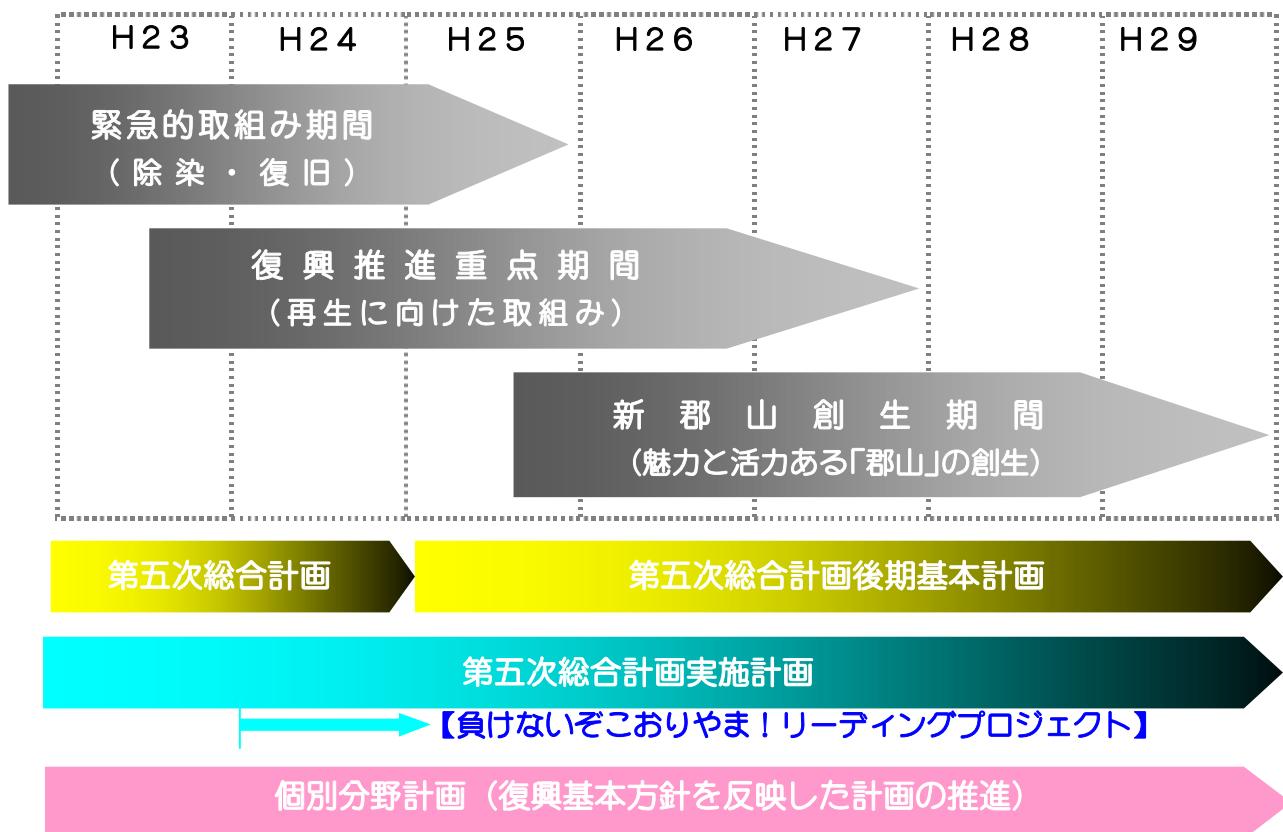 H23 H24 H25 H26 H27 H28 H29
緊急的取組み期間
(除染・復旧)
復興推進重点期間
(再生に向けた取組み)
新郡山創生期間
(魅力と活力ある「郡山」の創生)
第五次総合計画 第五次総合計画後期基本計画
第五次総合計画実施計画
【負けないぞこおりやま!リーディングプロジェクト】
個別分野計画(復興基本方針を反映した計画の推進)